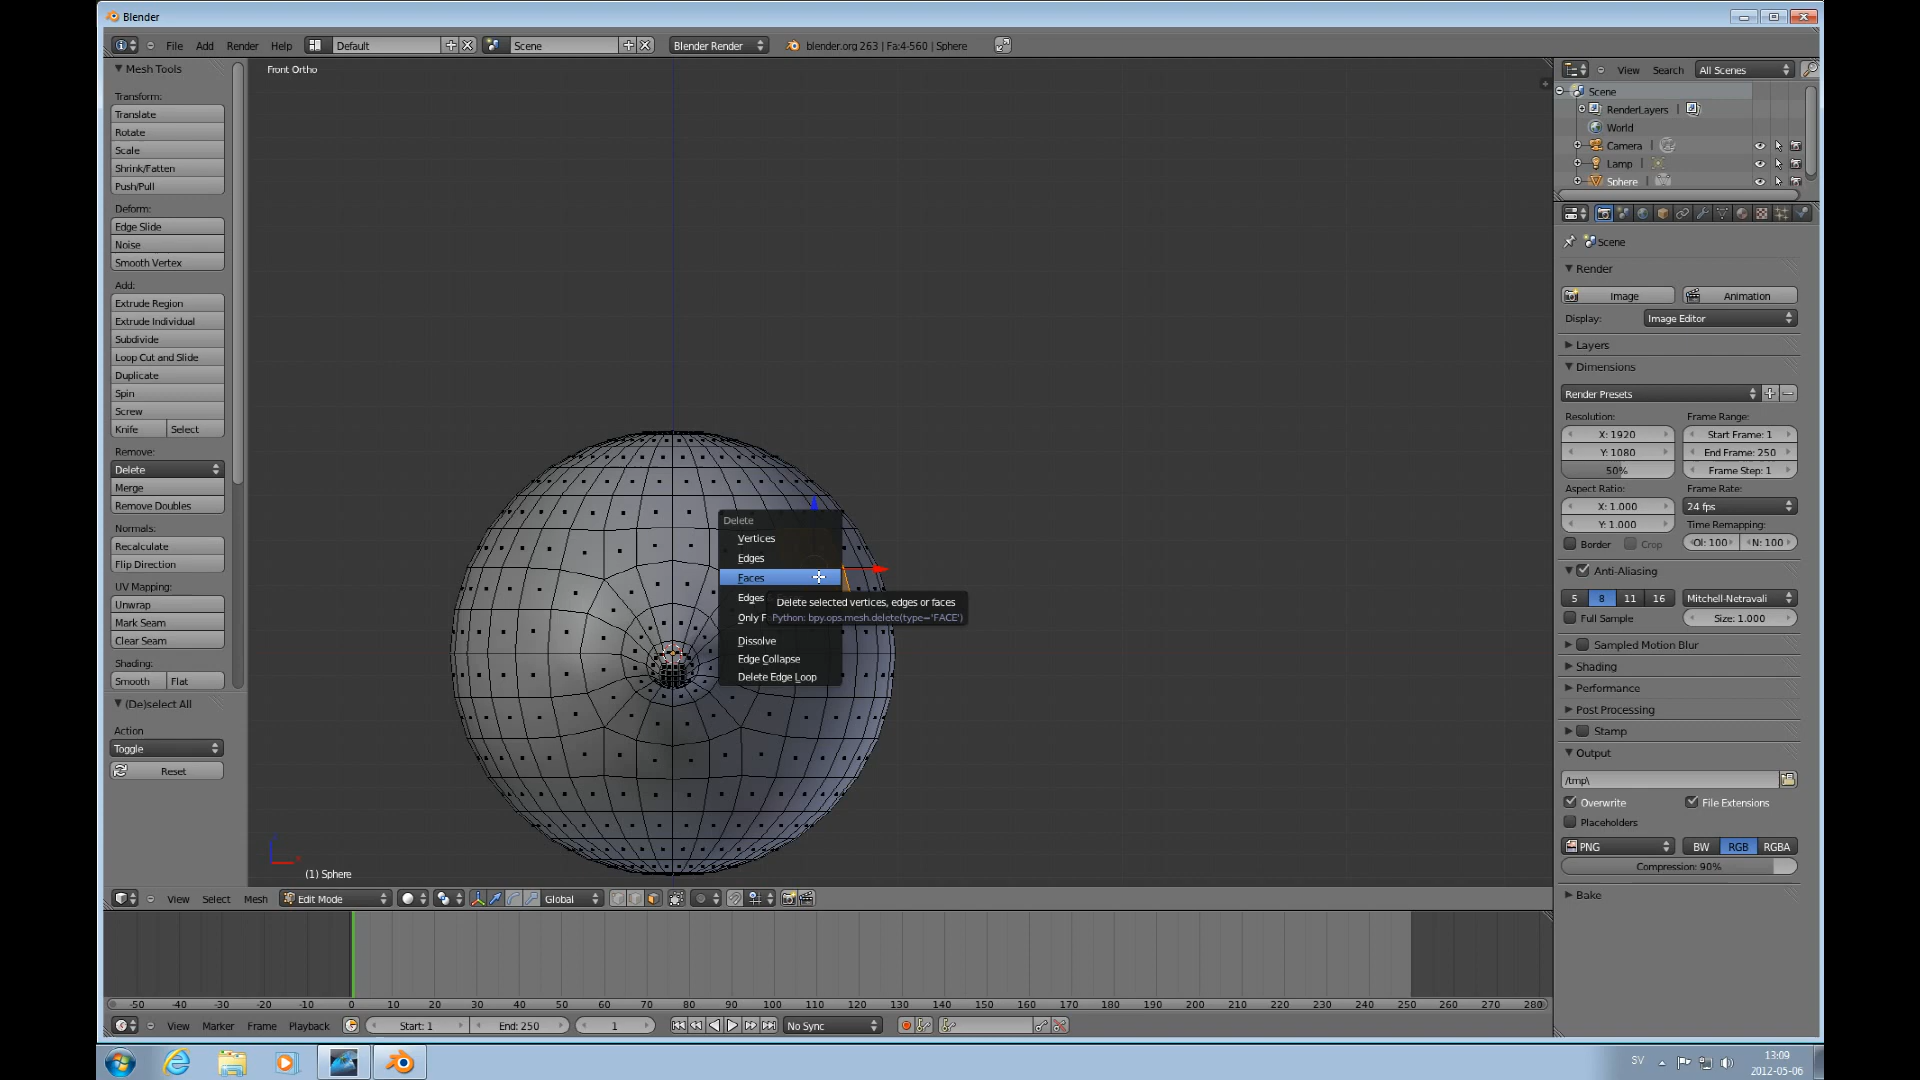 Blender
File Add Render Help Default Scene Blender Render blender.org 263 | Fa:4-560 | Sphere
Mesh Tools
Transform:
Translate
Rotate
Scale
Shrink/Fatten
Push/Pull
Deform:
Edge Slide
Noise
Smooth Vertex
Add:
Extrude Region
Extrude Individual
Subdivide
Loop Cut and Slide
Duplicate
Spin
Screw
Knife Select
Remove:
Delete
Merge
Remove Doubles
Normals:
Recalculate
Flip Direction
UV Mapping:
Unwrap
Mark Seam
Clear Seam
Shading:
Smooth Flat
(De)select All
Action
Toggle
Reset
Front Ortho
Delete
Vertices
Edges
Faces
Edges
Only F
Delete selected vertices, edges or faces
Python: bpy.ops.mesh.delete(type='FACE')
Dissolve
Edge Collapse
Delete Edge Loop
(1) Sphere
View Select Mesh Edit Mode Global
View Search All Scenes
Scene
RenderLayers |
World
Camera |
Lamp |
Sphere |
Scene
Render
Image Animation
Display: Image Editor
Layers
Dimensions
Render Presets
Resolution: Frame Range:
X: 1920 Start Frame: 1
Y: 1080 End Frame: 250
50% Frame Step: 1
Aspect Ratio: Frame Rate:
X: 1.000 24 fps
Y: 1.000 Time Remapping:
Border Crop Ol: 100 N: 100
Anti-Aliasing
5 8 11 16 Mitchell-Netravali
Full Sample Size: 1.000
Sampled Motion Blur
Shading
Performance
Post Processing
Stamp
Output
/tmp\
Overwrite File Extensions
Placeholders
PNG BW RGB RGBA
Compression: 90%
Bake
-50 -40 -30 -20 -10 0 10 20 30 40 50 60 70 80 90 100 110 120 130 140 150 160 170 180 190 200 210 220 230 240 250 260 270 280
View Marker Frame Playback Start: 1 End: 250 1 No Sync
SV 13:09
2012-05-06